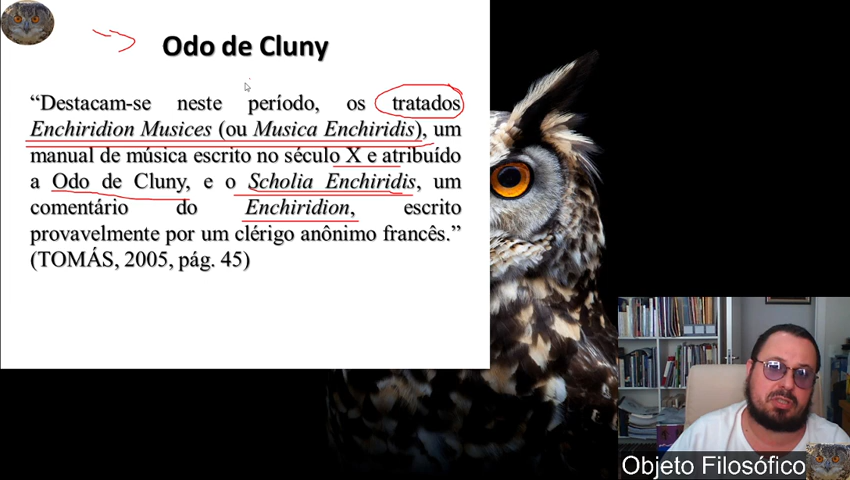 Odo de Cluny
“Destacam-se neste período, os tratados
Enchiridion Musices (ou Musica Enchiridis), um
manual de música escrito no século X e atribuído
a Odo de Cluny, e o Scholia Enchiridis, um
comentário do Enchiridion, escrito
provavelmente por um clérigo anônimo francês.”
(TOMÁS, 2005, pág. 45)
Objeto Filosófico